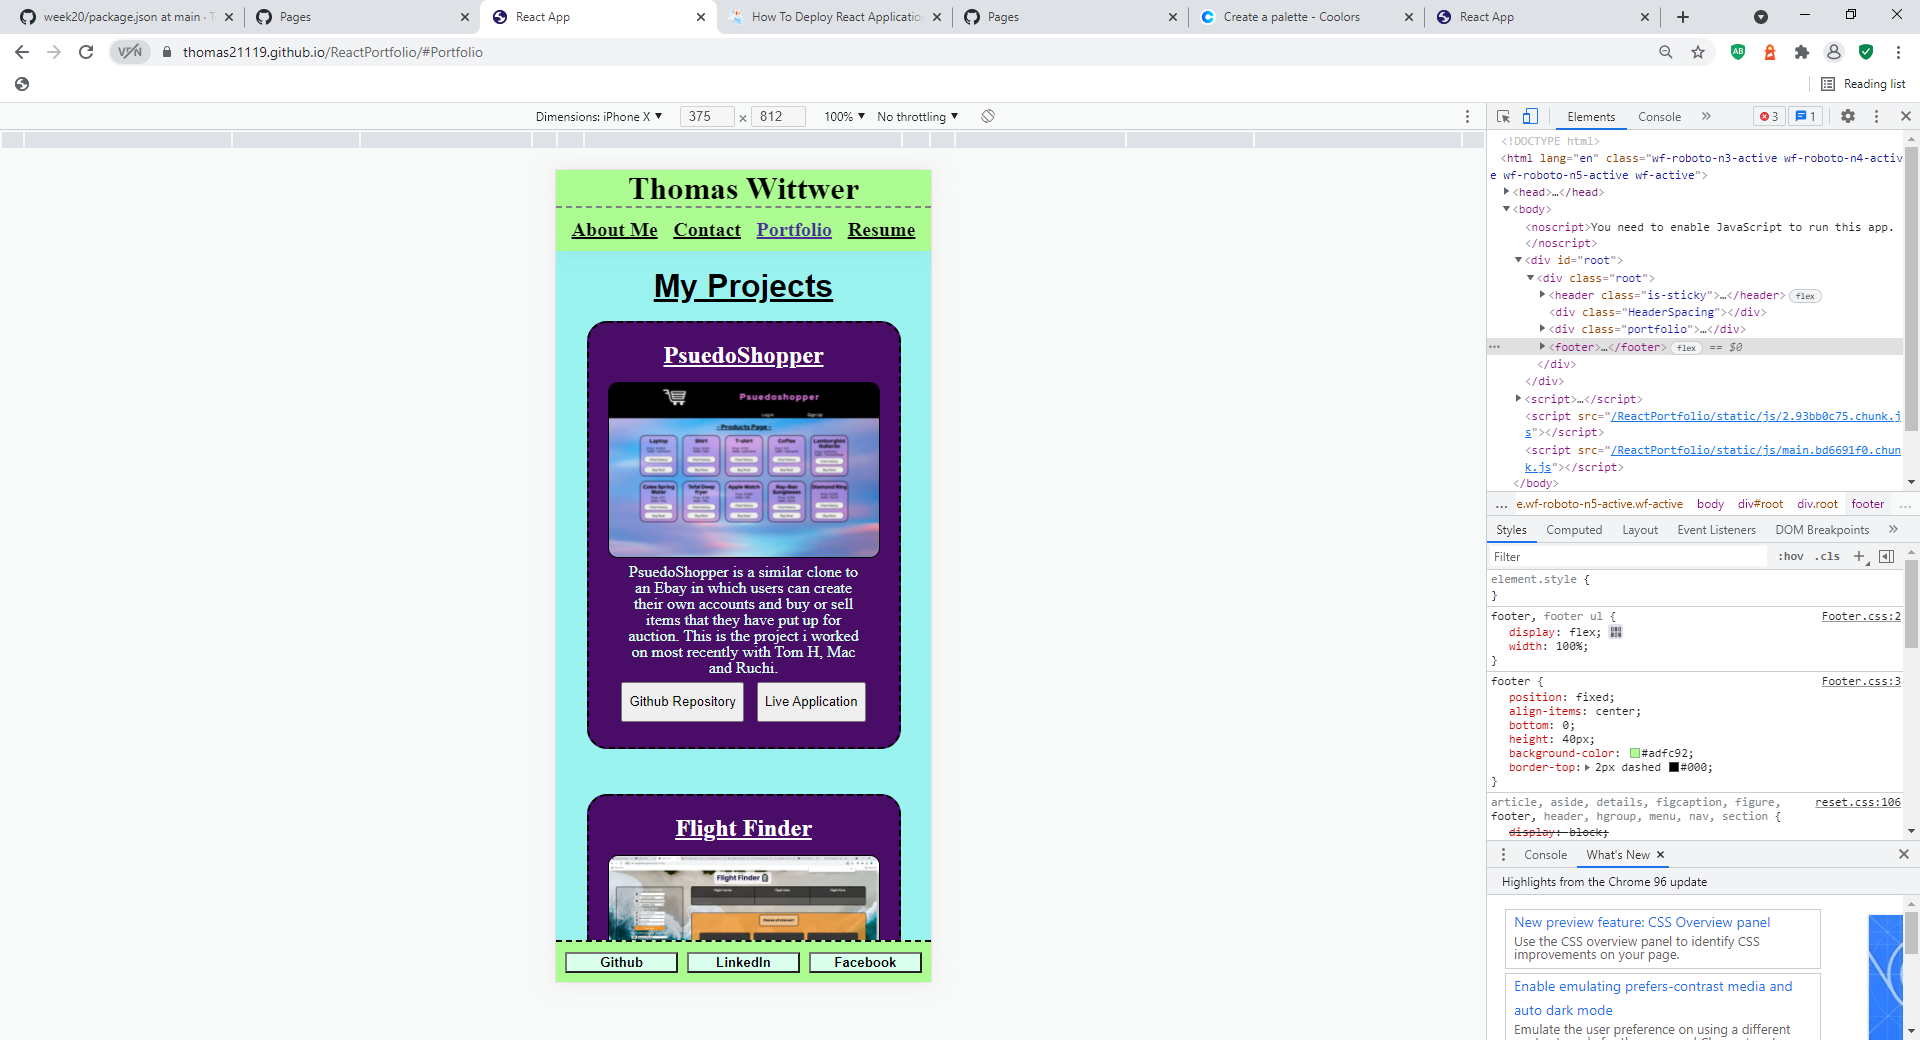 week20/package.json at main · T
Pages
React App
How To Deploy React Application
Pages
Create a palette - Coolors
React App
VPN
thomas21119.github.io/ReactPortfolio/#Portfolio
Reading list
Dimensions: iPhone X ▼ 375 × 812 100% ▼ No throttling ▼
Elements Console » 3 1
<!DOCTYPE html>
<html lang="en" class="wf-roboto-n3-active wf-roboto-n4-activ
e wf-roboto-n5-active wf-active">
<head>…</head>
<body>
<noscript>You need to enable JavaScript to run this app.
</noscript>
<div id="root">
<div class="root">
<header class="is-sticky">…</header> flex
<div class="HeaderSpacing"></div>
<div class="portfolio">…</div>
<footer>…</footer> flex == $0
</div>
</div>
<script>…</script>
<script src="/ReactPortfolio/static/js/2.93bb0c75.chunk.j
s"></script>
<script src="/ReactPortfolio/static/js/main.bd6691f0.chun
k.js"></script>
</body>
… e.wf-roboto-n5-active.wf-active body div#root div.root footer …
Styles Computed Layout Event Listeners DOM Breakpoints »
Filter :hov .cls +
element.style {
}
footer, footer ul { Footer.css:2
display: flex;
width: 100%;
}
footer { Footer.css:3
position: fixed;
align-items: center;
bottom: 0;
height: 40px;
background-color: #adfc92;
border-top: 2px dashed #000;
}
article, aside, details, figcaption, figure, reset.css:106
footer, header, hgroup, menu, nav, section {
display: block;
Console What's New
Highlights from the Chrome 96 update
New preview feature: CSS Overview panel
Use the CSS overview panel to identify CSS
improvements on your page.
Enable emulating prefers-contrast media and
auto dark mode
Emulate the user preference on using a different
Thomas Wittwer
About Me Contact Portfolio Resume
My Projects
PsuedoShopper
Psuedoshopper
Log In Sign Up
- Products Page -
Laptop Shirt T-shirt Coffee Lamborghini
Coles Spring Water Tefal Deep fryer Apple Watch Ray-Ban Sunglasses Diamond Ring
PsuedoShopper is a similar clone to
an Ebay in which users can create
their own accounts and buy or sell
items that they have put up for
auction. This is the project i worked
on most recently with Tom H, Mac
and Ruchi.
Github Repository Live Application
Flight Finder
Flight Finder
Github LinkedIn Facebook